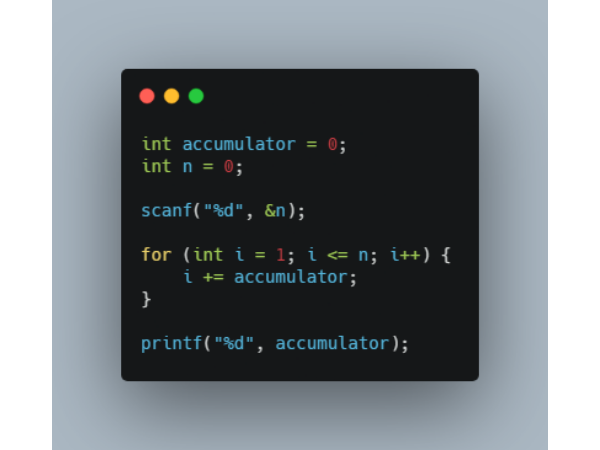 int accumulator = 0;
int n = 0;
scanf("%d", &n);
for (int i = 1; i <= n; i++) {
    i += accumulator;
}
printf("%d", accumulator);